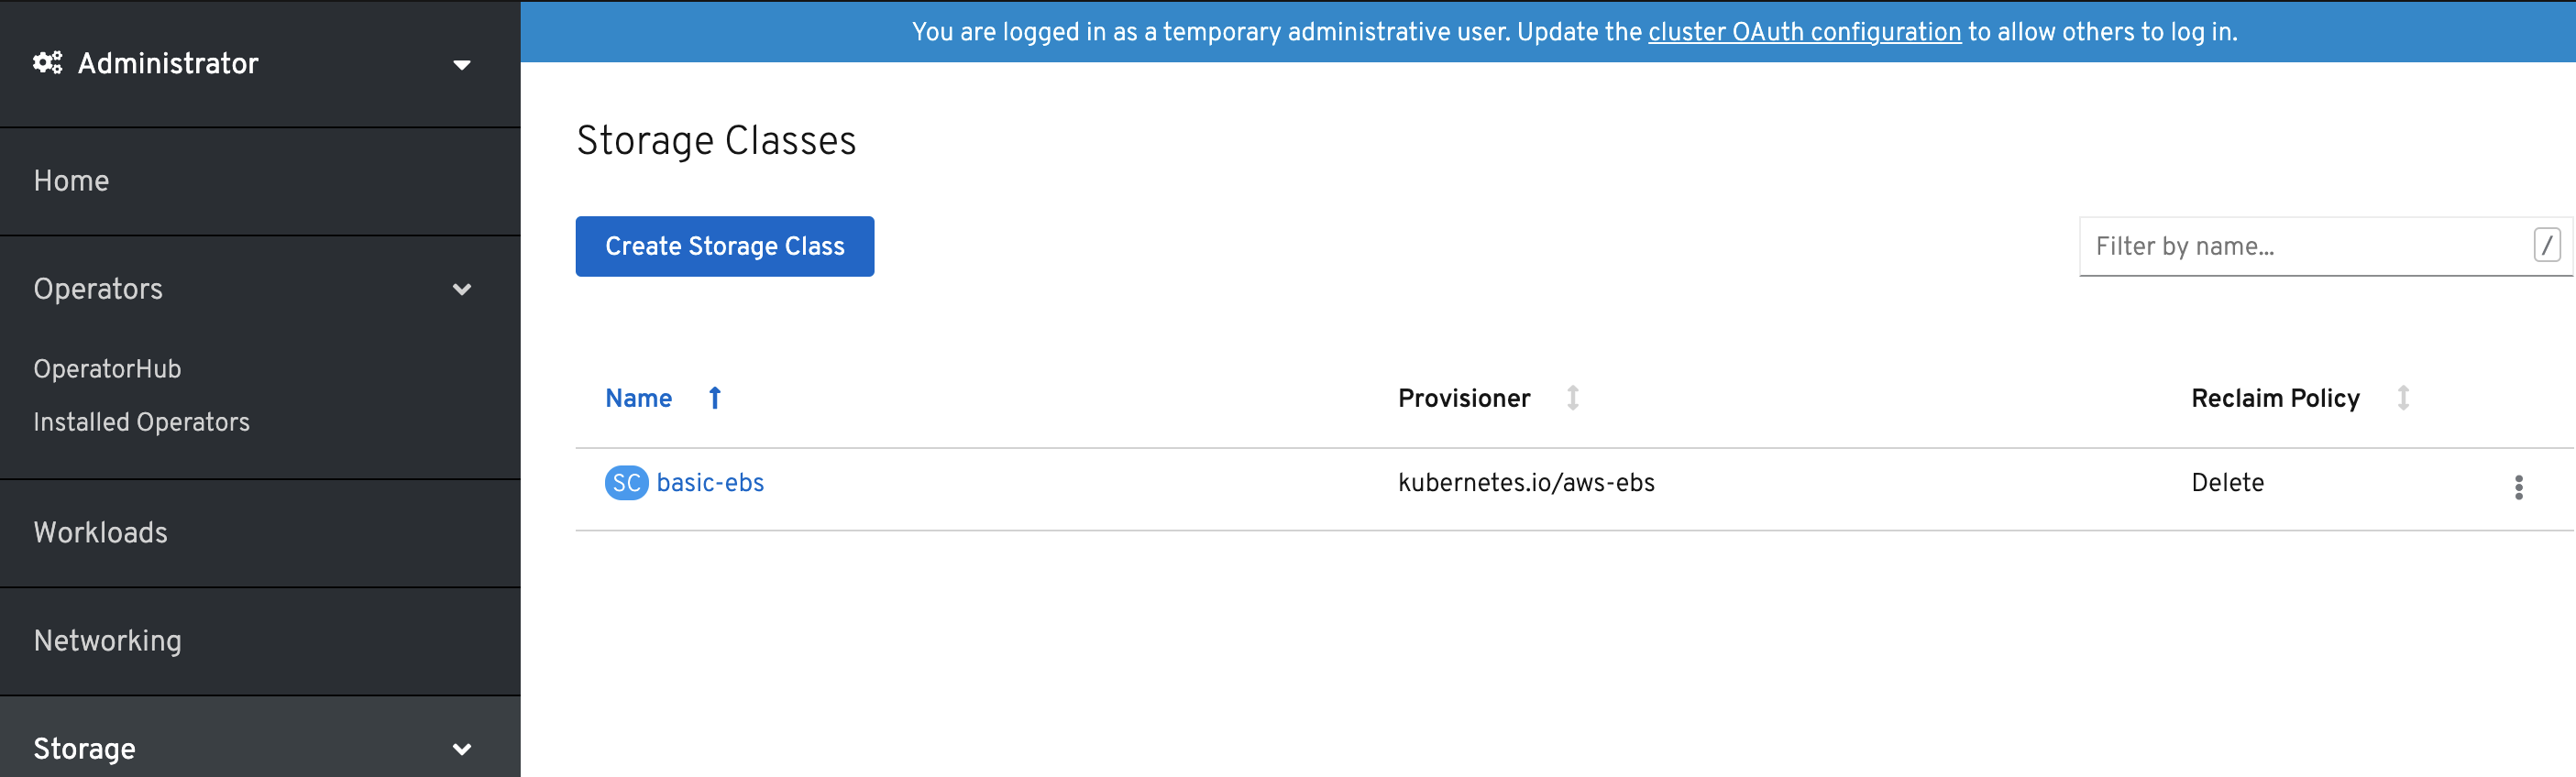 You are logged in as a temporary administrative user. Update the cluster OAuth configuration to allow others to log in.
Administrator
Home
Operators
OperatorHub
Installed Operators
Workloads
Networking
Storage
Storage Classes
Create Storage Class
Filter by name...
/
Name Provisioner Reclaim Policy
SC basic-ebs kubernetes.io/aws-ebs Delete